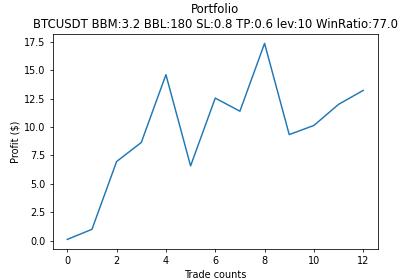 Portfolio
BTCUSDT BBM:3.2 BBL:180 SL:0.8 TP:0.6 lev:10 WinRatio:77.0
17.5
15.0
12.5
10.0
7.5
5.0
2.5
0.0
Profit ($)
0 2 4 6 8 10 12
Trade counts